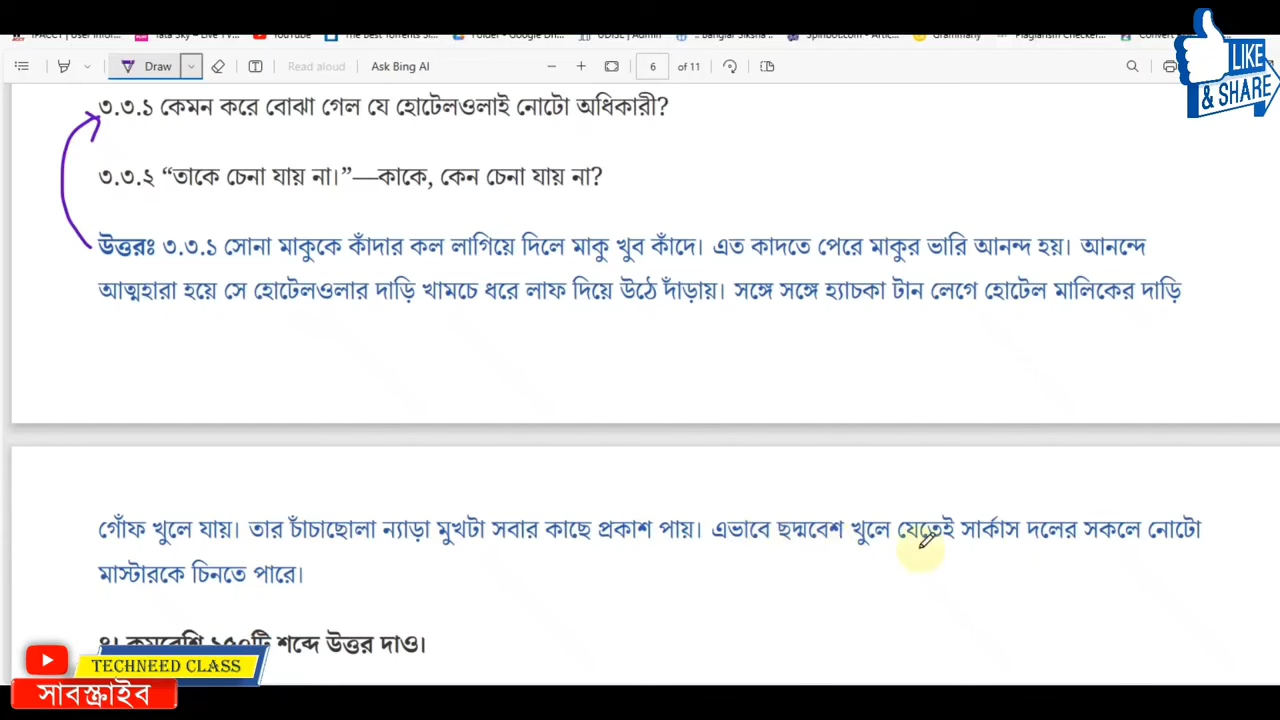 LIKE
& SHARE
Draw
Read aloud
Ask Bing AI
6
of 11
৩.৩.১ কেমন করে বোঝা গেল যে হোটেলওলাই নোটো অধিকারী?
৩.৩.২ “তাকে চেনা যায় না।”—কাকে, কেন চেনা যায় না?
উত্তরঃ ৩.৩.১ সোনা মাকুকে কাঁদার কল লাগিয়ে দিলে মাকু খুব কাঁদে। এত কাদতে পেরে মাকুর ভারি আনন্দ হয়। আনন্দে
আত্মহারা হয়ে সে হোটেলওলার দাড়ি খামচে ধরে লাফ দিয়ে উঠে দাঁড়ায়। সঙ্গে সঙ্গে হ্যাচকা টান লেগে হোটেল মালিকের দাড়ি
গোঁফ খুলে যায়। তার চাঁচাছোলা ন্যাড়া মুখটা সবার কাছে প্রকাশ পায়। এভাবে ছদ্মবেশ খুলে যেতেই সার্কাস দলের সকলে নোটো
মাস্টারকে চিনতে পারে।
কমবেশি ১৫০টি শব্দে উত্তর দাও।
TECHNEED CLASS
সাবস্ক্রাইব